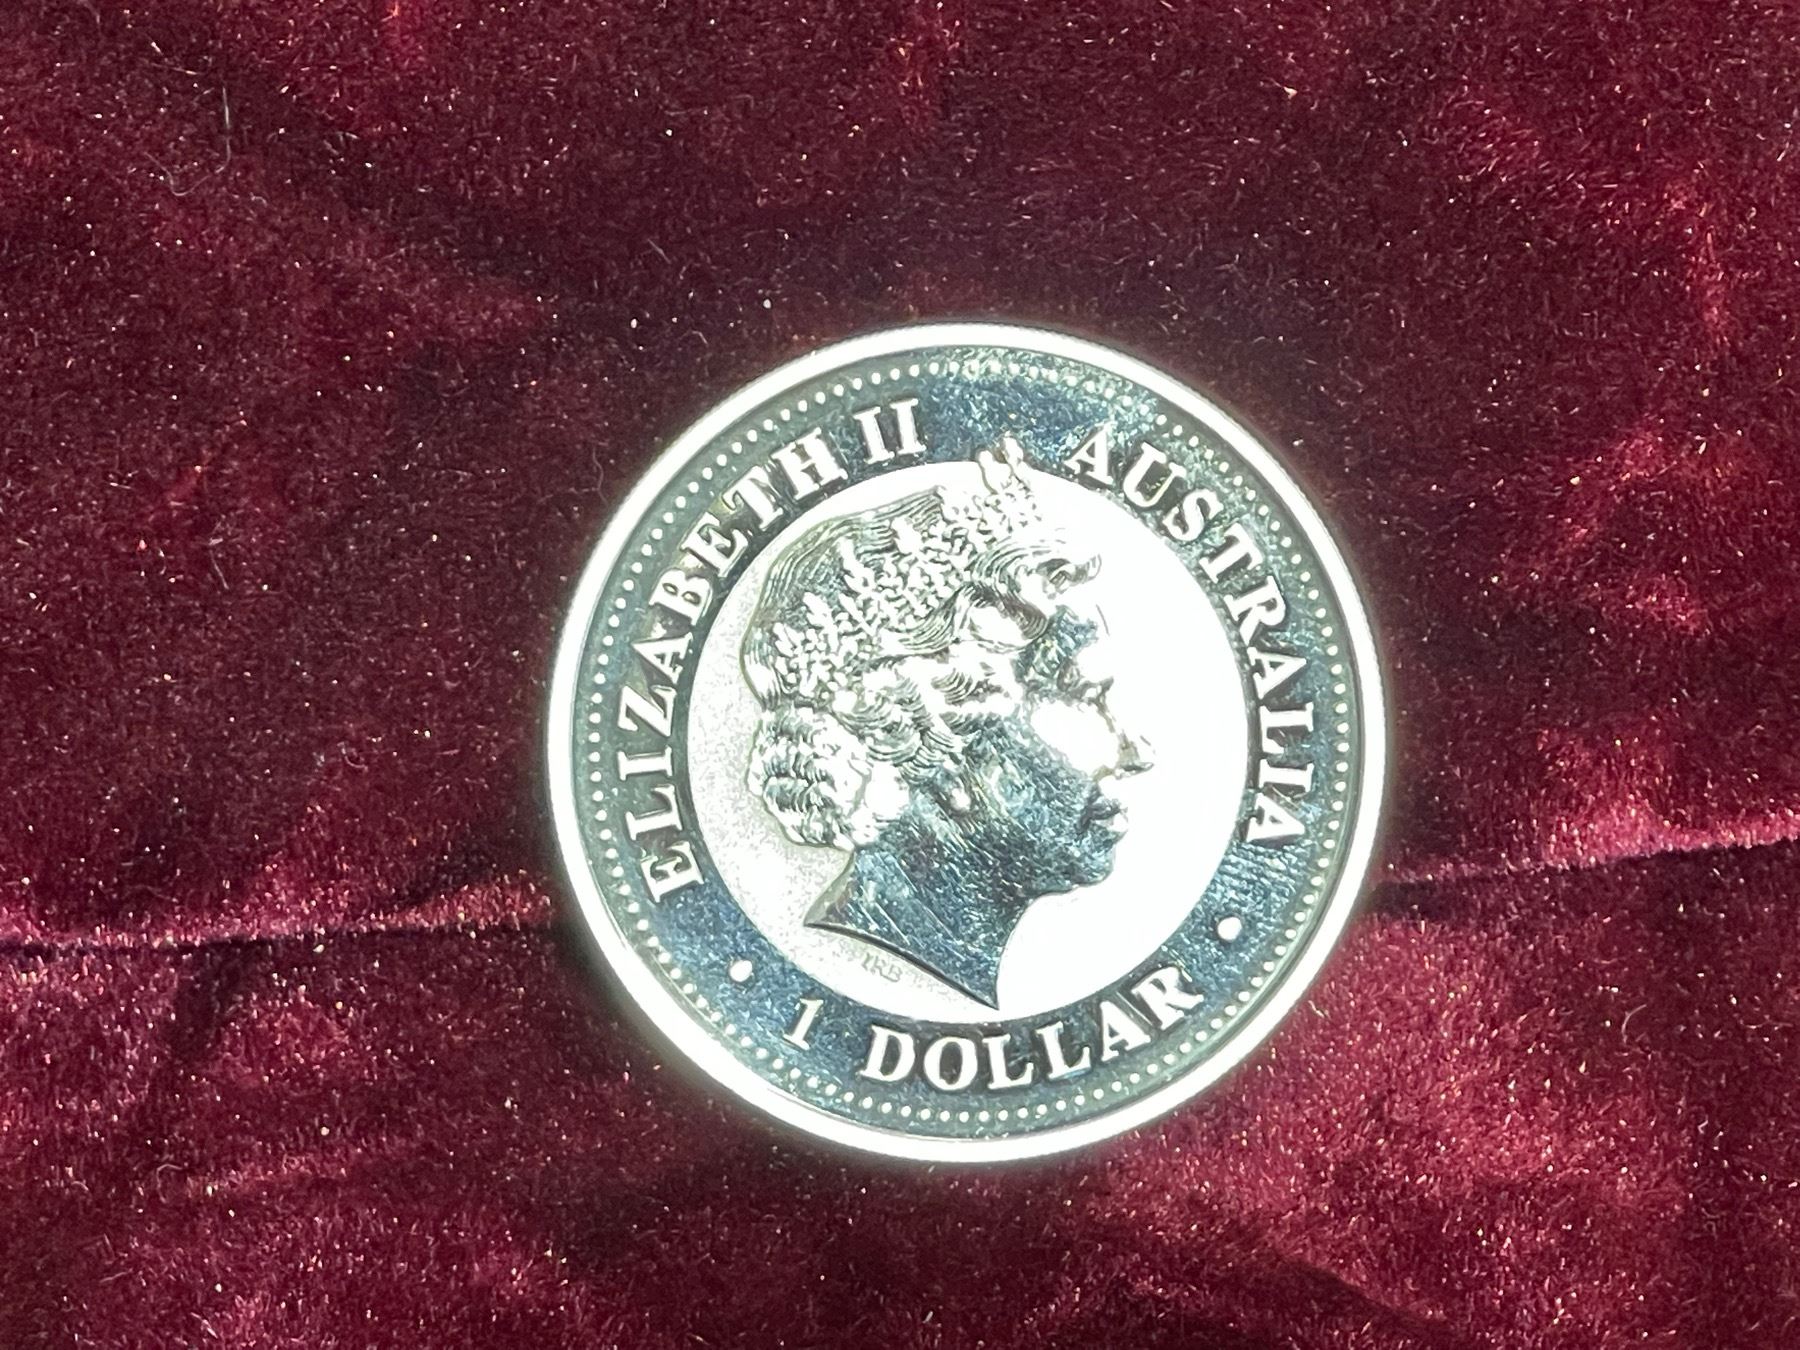 ELIZABETH II
AUSTRALIA
• 1 DOLLAR •
IRB